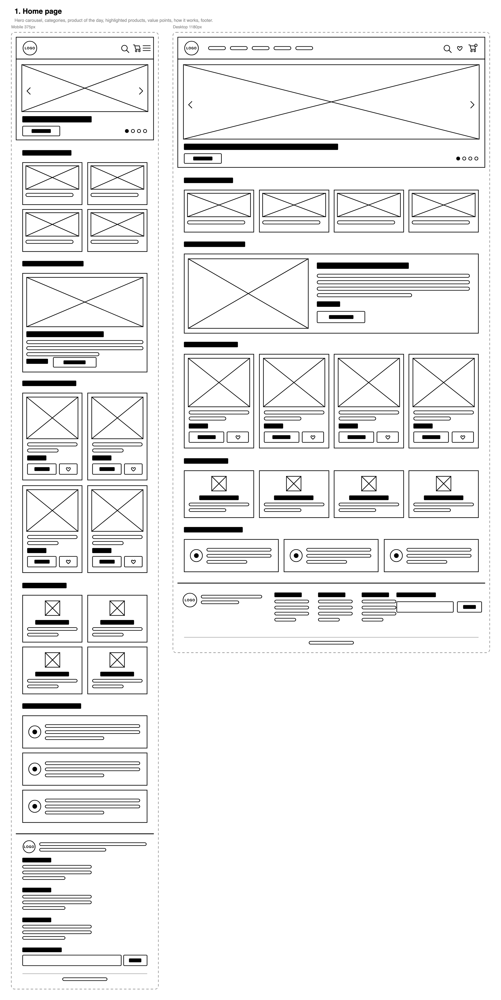 1. Home page
Hero carousel, categories, product of the day, highlighted products, value points, how it works, footer.
Mobile 375px
Desktop 1180px
LOGO
LOGO
LOGO
LOGO